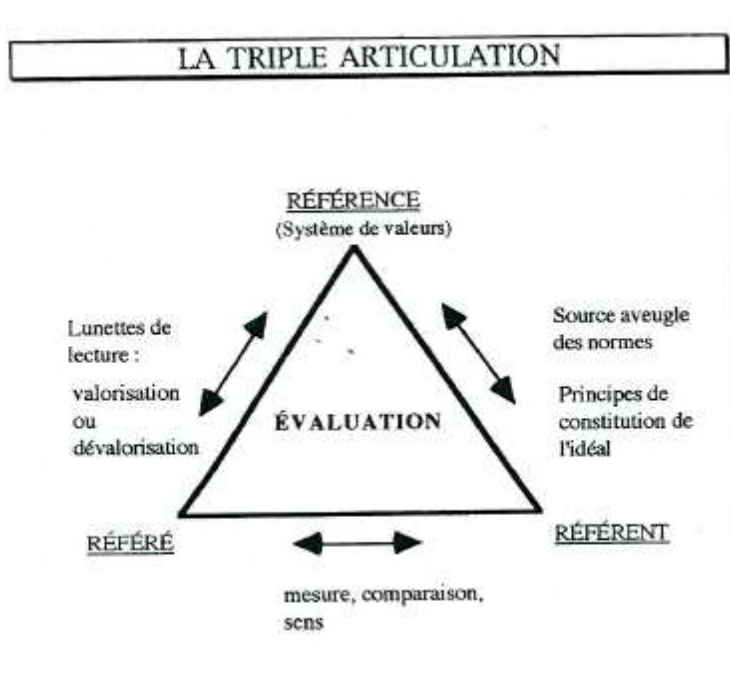 LA TRIPLE ARTICULATION
RÉFÉRENCE
(Système de valeurs)
Lunettes de
lecture :
valorisation
ou
dévalorisation
Source aveugle
des normes
Principes de
constitution de
l'idéal
ÉVALUATION
RÉFÉRÉ
RÉFÉRENT
mesure, comparaison,
sens